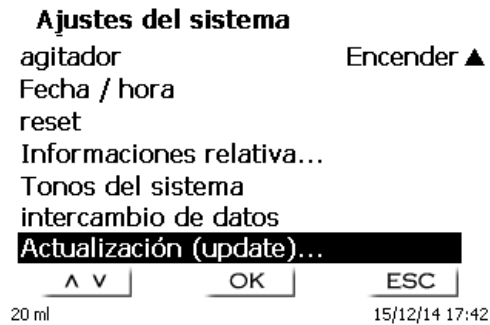 Ajustes del sistema
agitador Encender ▲
Fecha / hora
reset
Informaciones relativa...
Tonos del sistema
intercambio de datos
Actualización (update)...
∧ ∨ OK ESC
20 ml 15/12/14 17:42